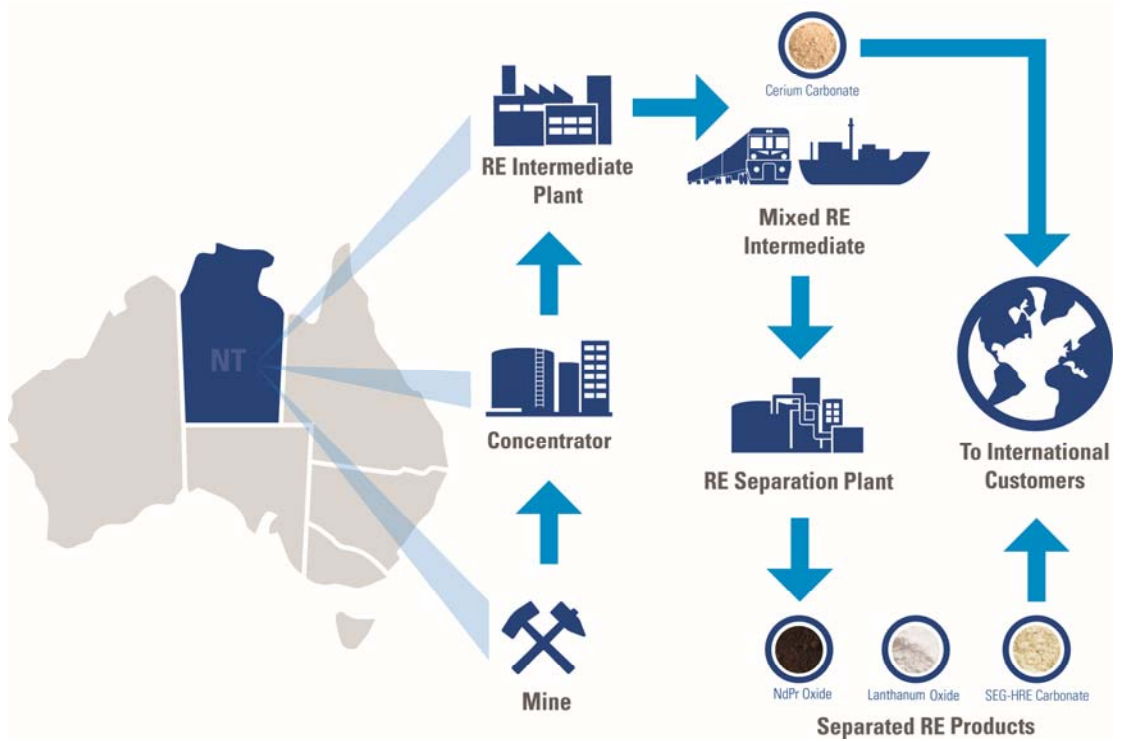 Cerium Carbonate
RE Intermediate
Plant
Mixed RE
Intermediate
NT
Concentrator
RE Separation Plant
To International
Customers
Mine
NdPr Oxide
Lanthanum Oxide
SEG-HRE Carbonate
Separated RE Products